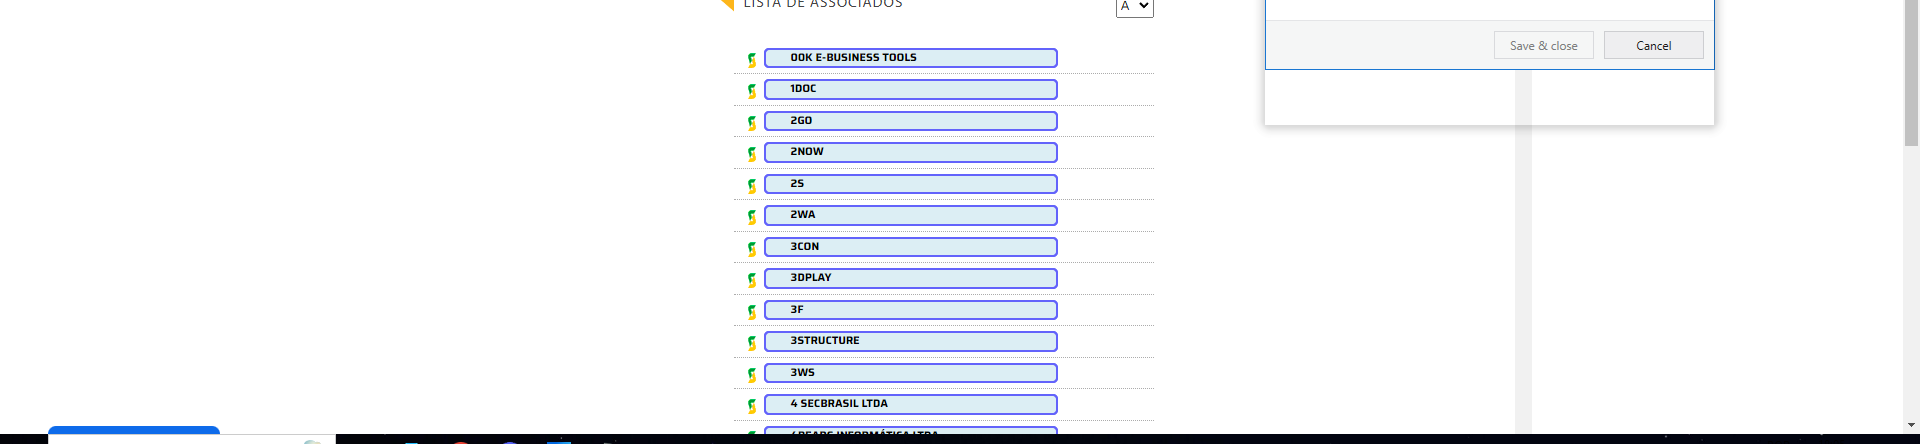 LISTA DE ASSOCIADOS
A
Save & close
Cancel
00K E-BUSINESS TOOLS
1DOC
2GO
2NOW
2S
2WA
3CON
3DPLAY
3F
3STRUCTURE
3WS
4 SECBRASIL LTDA